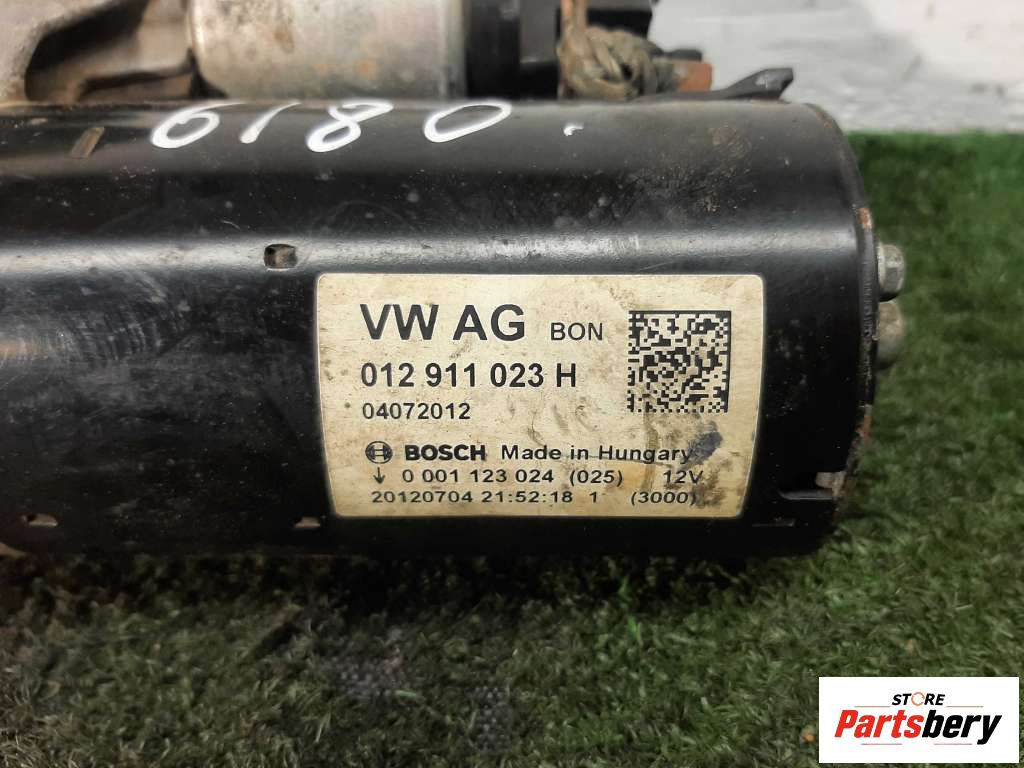 6180.
VW AG BON
012 911 023 H
04072012
BOSCH Made in Hungary
↓ 0 001 123 024 (025) 12V
20120704 21:52:18 1 (3000)
STORE
Partsbery